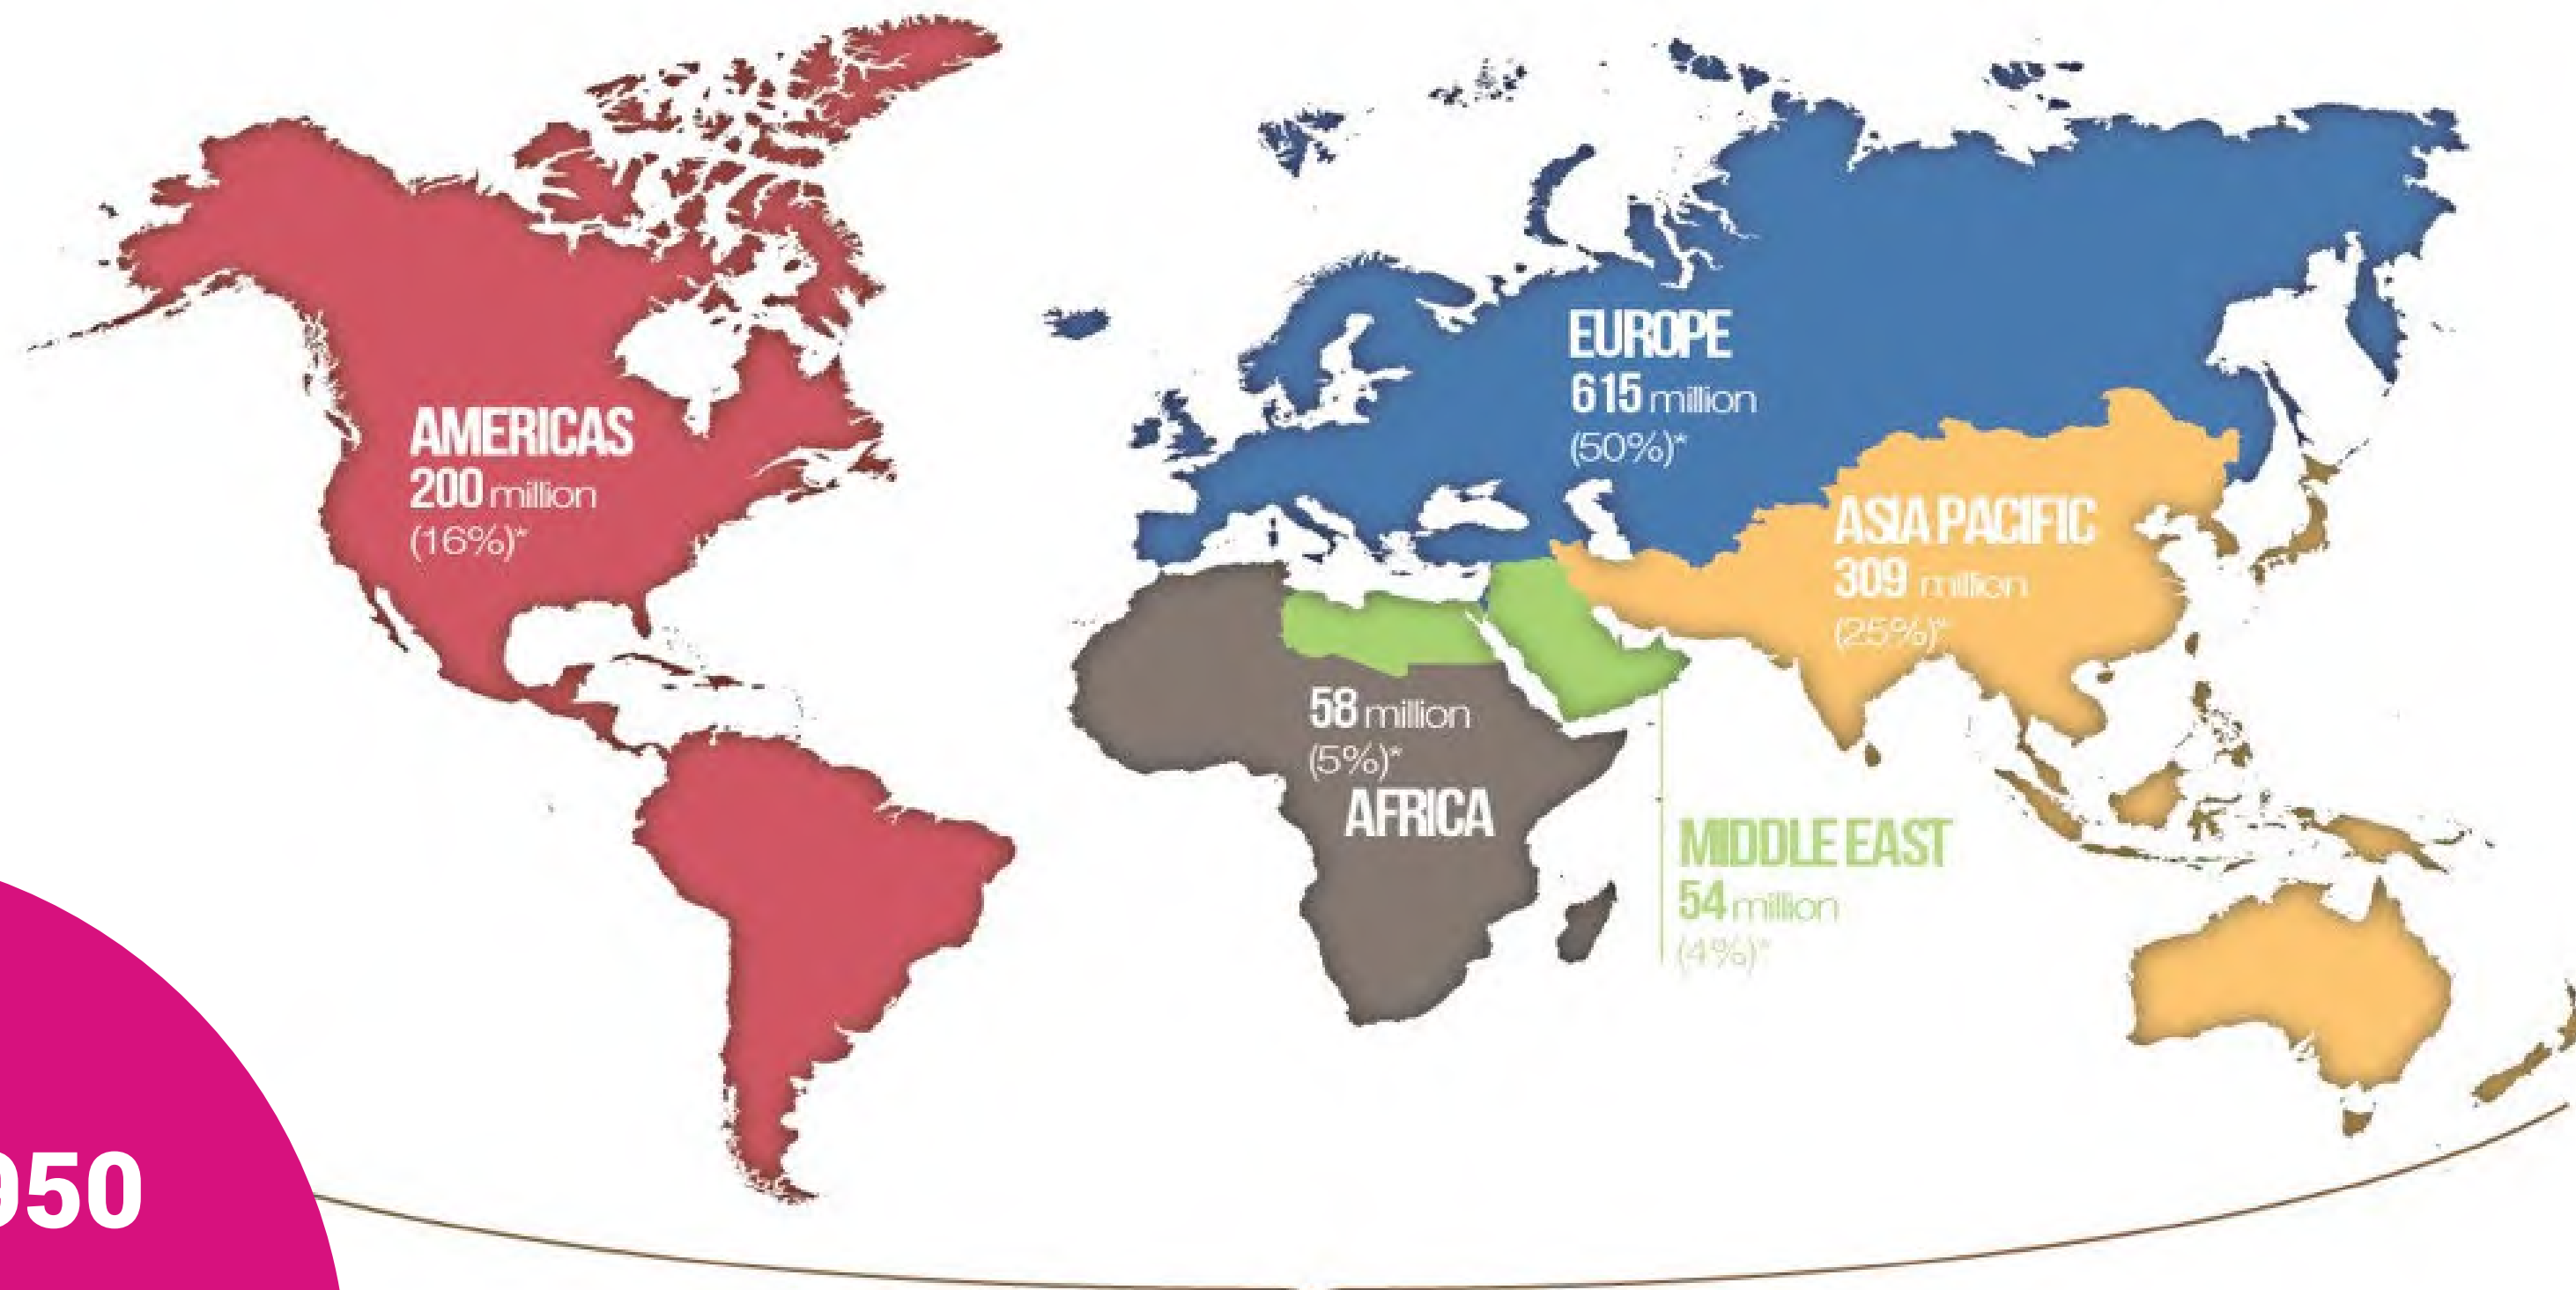 AMERICAS
200 million
(16%)*
EUROPE
615 million
(50%)*
ASIA PACIFIC
309 million
(25%)*
58 million
(5%)*
AFRICA
MIDDLE EAST
54 million
(4%)*
950